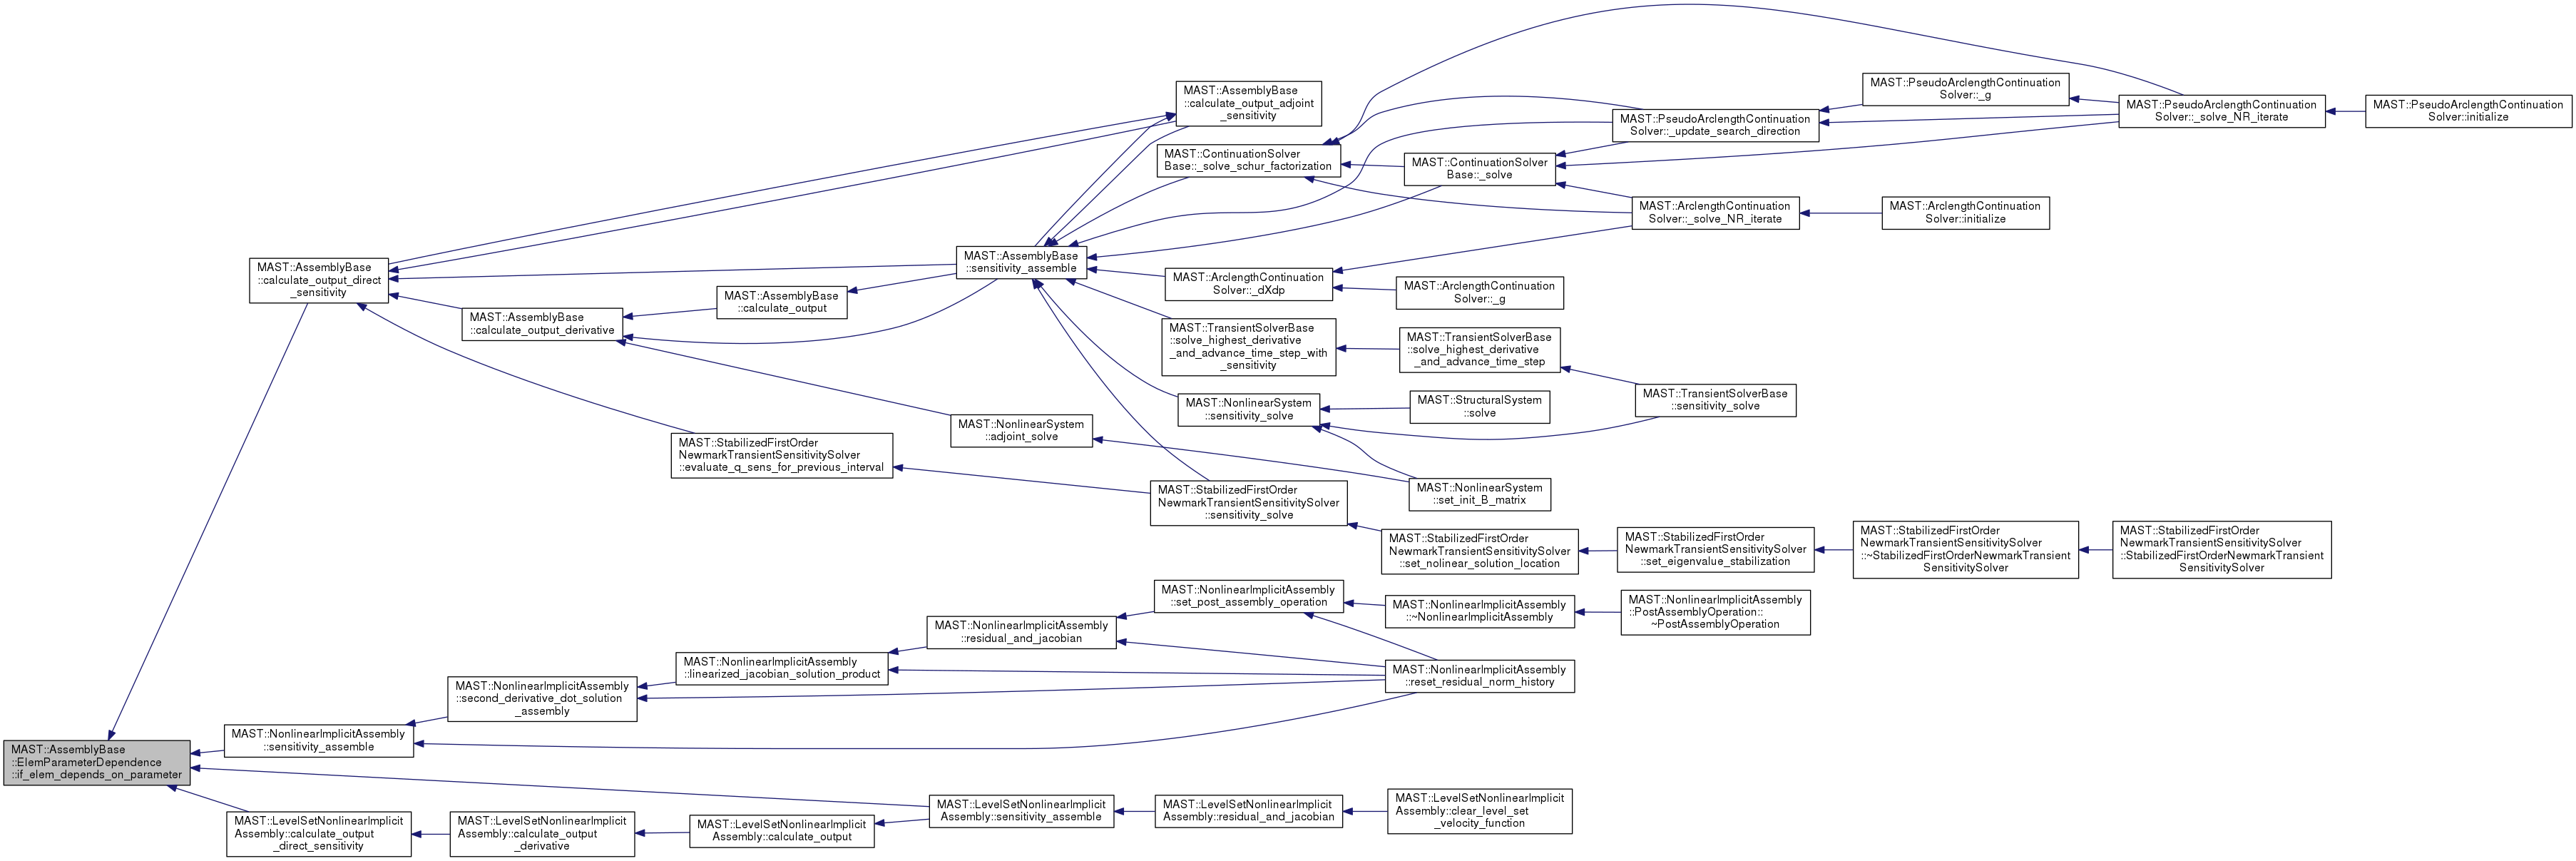 MAST::AssemblyBase
::ElemParameterDependence
::if_elem_depends_on_parameter
MAST::AssemblyBase
::calculate_output_direct
_sensitivity
MAST::AssemblyBase
::calculate_output_adjoint
_sensitivity
MAST::AssemblyBase
::sensitivity_assemble
MAST::AssemblyBase
::calculate_output_derivative
MAST::AssemblyBase
::calculate_output
MAST::ContinuationSolver
Base::_solve_schur_factorization
MAST::ContinuationSolver
Base::_solve
MAST::PseudoArclengthContinuation
Solver::_update_search_direction
MAST::PseudoArclengthContinuation
Solver::_g
MAST::PseudoArclengthContinuation
Solver::_solve_NR_iterate
MAST::PseudoArclengthContinuation
Solver::initialize
MAST::ArclengthContinuation
Solver::_solve_NR_iterate
MAST::ArclengthContinuation
Solver::initialize
MAST::ArclengthContinuation
Solver::_dXdp
MAST::ArclengthContinuation
Solver::_g
MAST::TransientSolverBase
::solve_highest_derivative
_and_advance_time_step_with
_sensitivity
MAST::TransientSolverBase
::solve_highest_derivative
_and_advance_time_step
MAST::TransientSolverBase
::sensitivity_solve
MAST::NonlinearSystem
::sensitivity_solve
MAST::StructuralSystem
::solve
MAST::NonlinearSystem
::adjoint_solve
MAST::NonlinearSystem
::set_init_B_matrix
MAST::StabilizedFirstOrder
NewmarkTransientSensitivitySolver
::evaluate_q_sens_for_previous_interval
MAST::StabilizedFirstOrder
NewmarkTransientSensitivitySolver
::sensitivity_solve
MAST::StabilizedFirstOrder
NewmarkTransientSensitivitySolver
::set_nolinear_solution_location
MAST::StabilizedFirstOrder
NewmarkTransientSensitivitySolver
::set_eigenvalue_stabilization
MAST::StabilizedFirstOrder
NewmarkTransientSensitivitySolver
::~StabilizedFirstOrderNewmarkTransient
SensitivitySolver
MAST::StabilizedFirstOrder
NewmarkTransientSensitivitySolver
::StabilizedFirstOrderNewmarkTransient
SensitivitySolver
MAST::NonlinearImplicitAssembly
::sensitivity_assemble
MAST::NonlinearImplicitAssembly
::second_derivative_dot_solution
_assembly
MAST::NonlinearImplicitAssembly
::linearized_jacobian_solution_product
MAST::NonlinearImplicitAssembly
::residual_and_jacobian
MAST::NonlinearImplicitAssembly
::set_post_assembly_operation
MAST::NonlinearImplicitAssembly
::~NonlinearImplicitAssembly
MAST::NonlinearImplicitAssembly
::PostAssemblyOperation::
~PostAssemblyOperation
MAST::NonlinearImplicitAssembly
::reset_residual_norm_history
MAST::LevelSetNonlinearImplicit
Assembly::calculate_output
_direct_sensitivity
MAST::LevelSetNonlinearImplicit
Assembly::calculate_output
_derivative
MAST::LevelSetNonlinearImplicit
Assembly::calculate_output
MAST::LevelSetNonlinearImplicit
Assembly::sensitivity_assemble
MAST::LevelSetNonlinearImplicit
Assembly::residual_and_jacobian
MAST::LevelSetNonlinearImplicit
Assembly::clear_level_set
_velocity_function